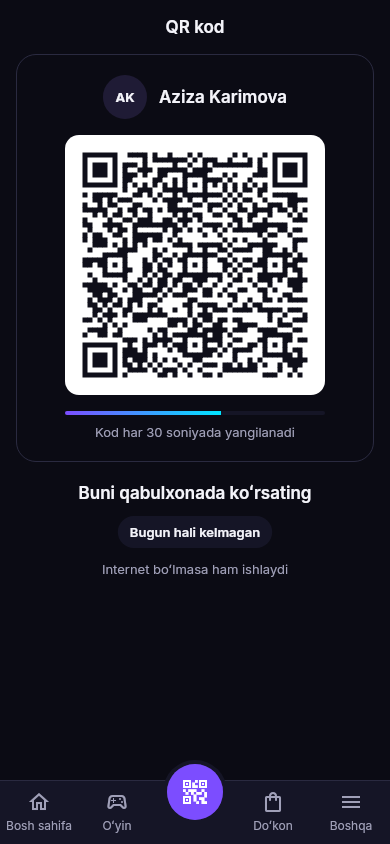 QR kod
AK
Aziza Karimova
Kod har 30 soniyada yangilanadi
Buni qabulxonada koʻrsating
Bugun hali kelmagan
Internet boʻlmasa ham ishlaydi
Bosh sahifa
Oʻyin
Doʻkon
Boshqa